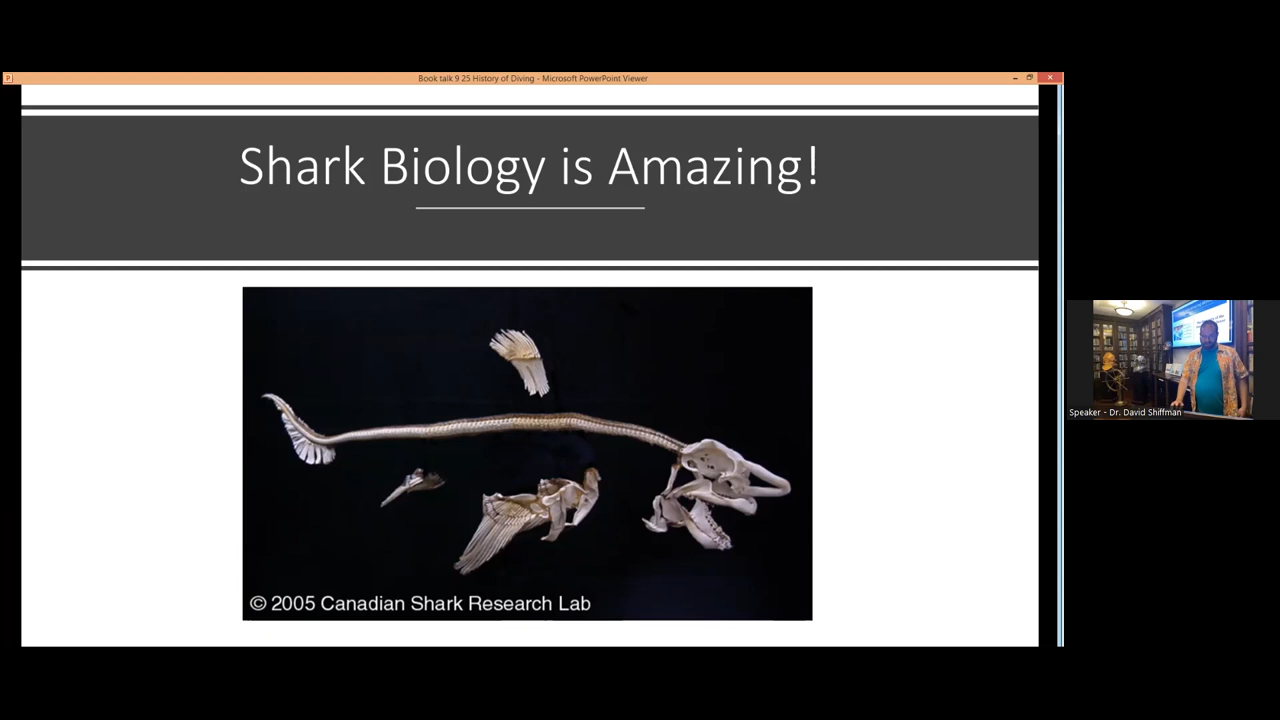 Book talk 9 25 History of Diving - Microsoft PowerPoint Viewer
Shark Biology is Amazing!
© 2005 Canadian Shark Research Lab
Speaker - Dr. David Shiffman